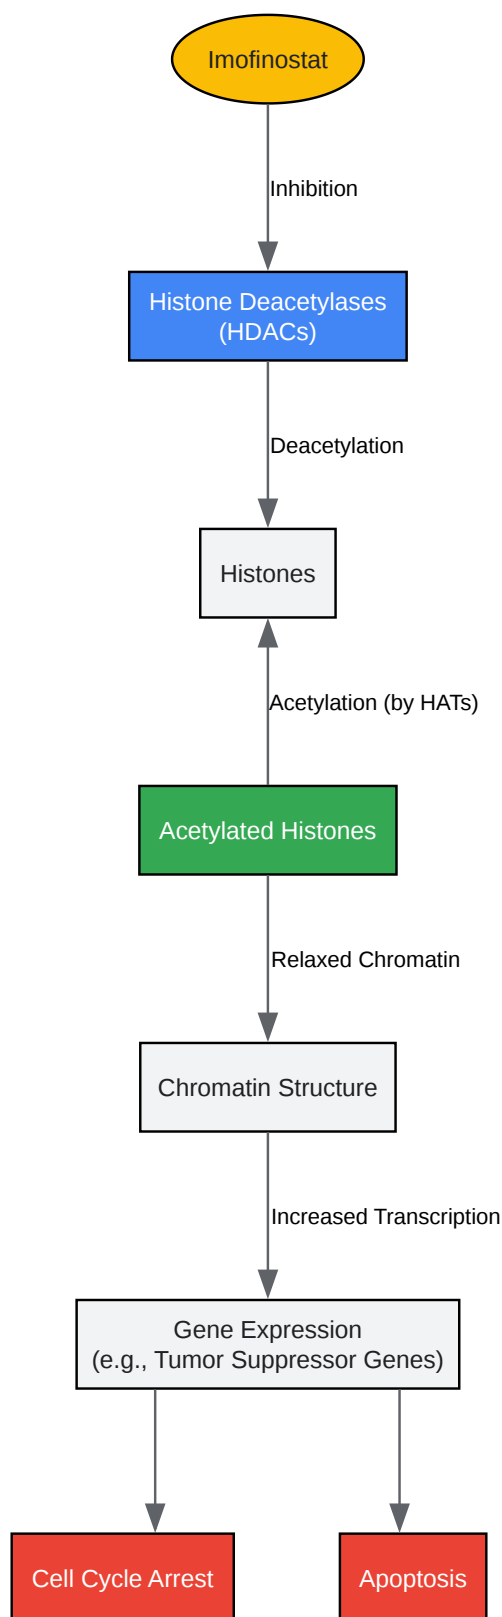 Imofinostat
Inhibition
Histone Deacetylases
(HDACs)
Deacetylation
Histones
Acetylation (by HATs)
Acetylated Histones
Relaxed Chromatin
Chromatin Structure
Increased Transcription
Gene Expression
(e.g., Tumor Suppressor Genes)
Cell Cycle Arrest
Apoptosis